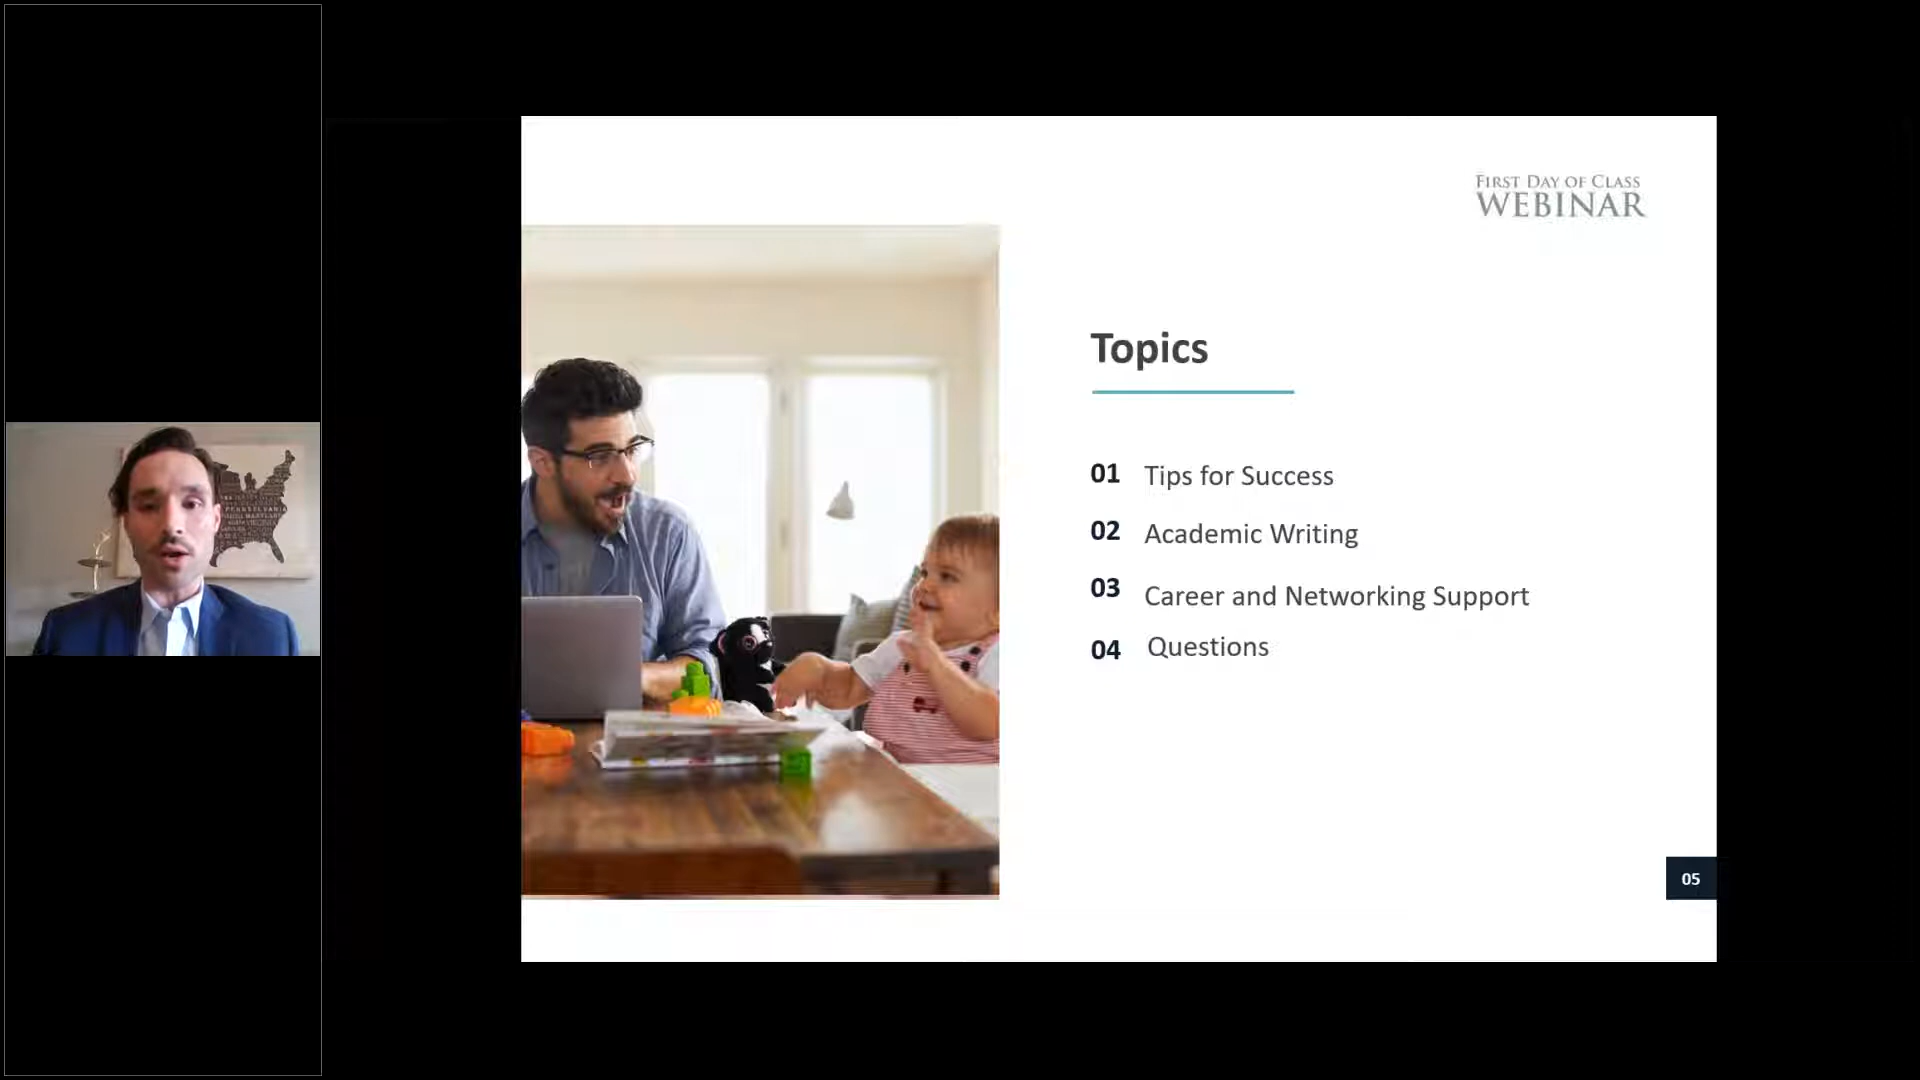 FIRST DAY OF CLASS
WEBINAR
Topics
01 Tips for Success
02 Academic Writing
03 Career and Networking Support
04 Questions
05
PENNSYLVANIA